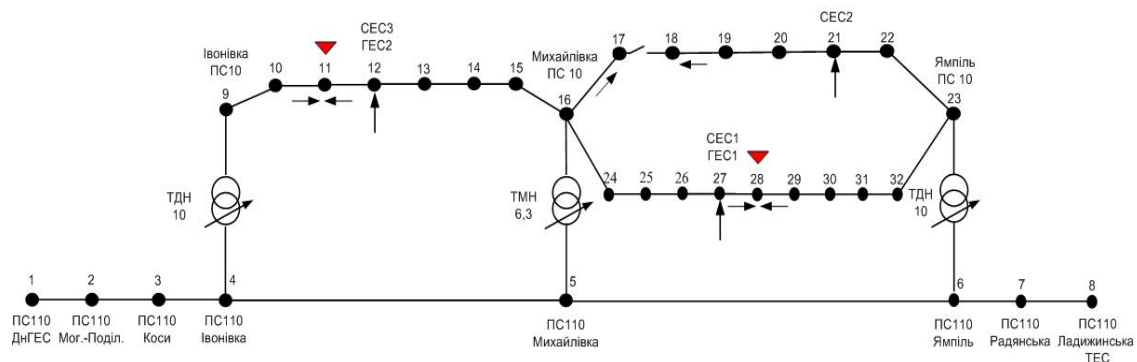 СЕС3
ГЕС2
Івонівка
ПС10
9
10
11
12
13
14
15
Михайлівка
ПС 10
16
17
18
19
20
СЕС2
21
22
Ямпіль
ПС 10
23
СЕС1
ГЕС1
24
25
26
27
28
29
30
31
32
ТДН
10
ТМН
6,3
ТДН
10
1
2
3
4
5
6
7
8
ПС110
ДнГЕС
ПС110
Мог.-Поділ.
ПС110
Коси
ПС110
Івонівка
ПС110
Михайлівка
ПС110
Ямпіль
ПС110
Радянська
ПС110
Ладижинська
ТЕС